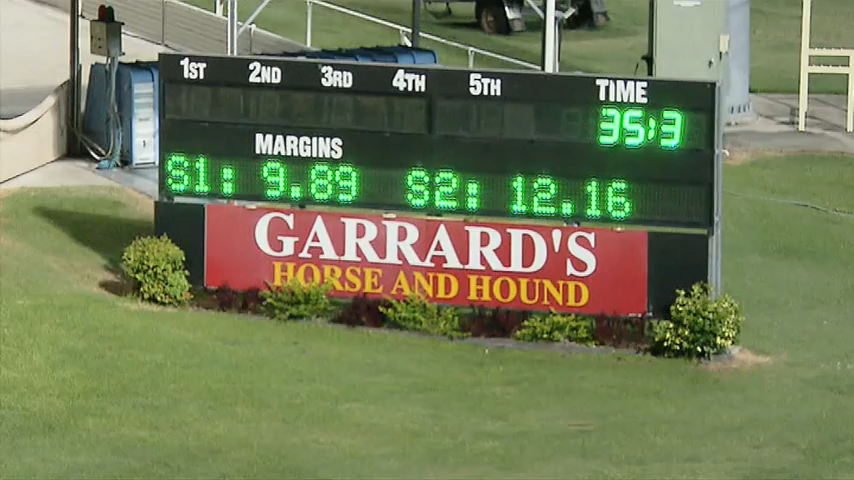 1ST 2ND 3RD 4TH 5TH TIME
35:3
MARGINS
S1: 9.89 S2: 12.16
GARRARD'S
HORSE AND HOUND